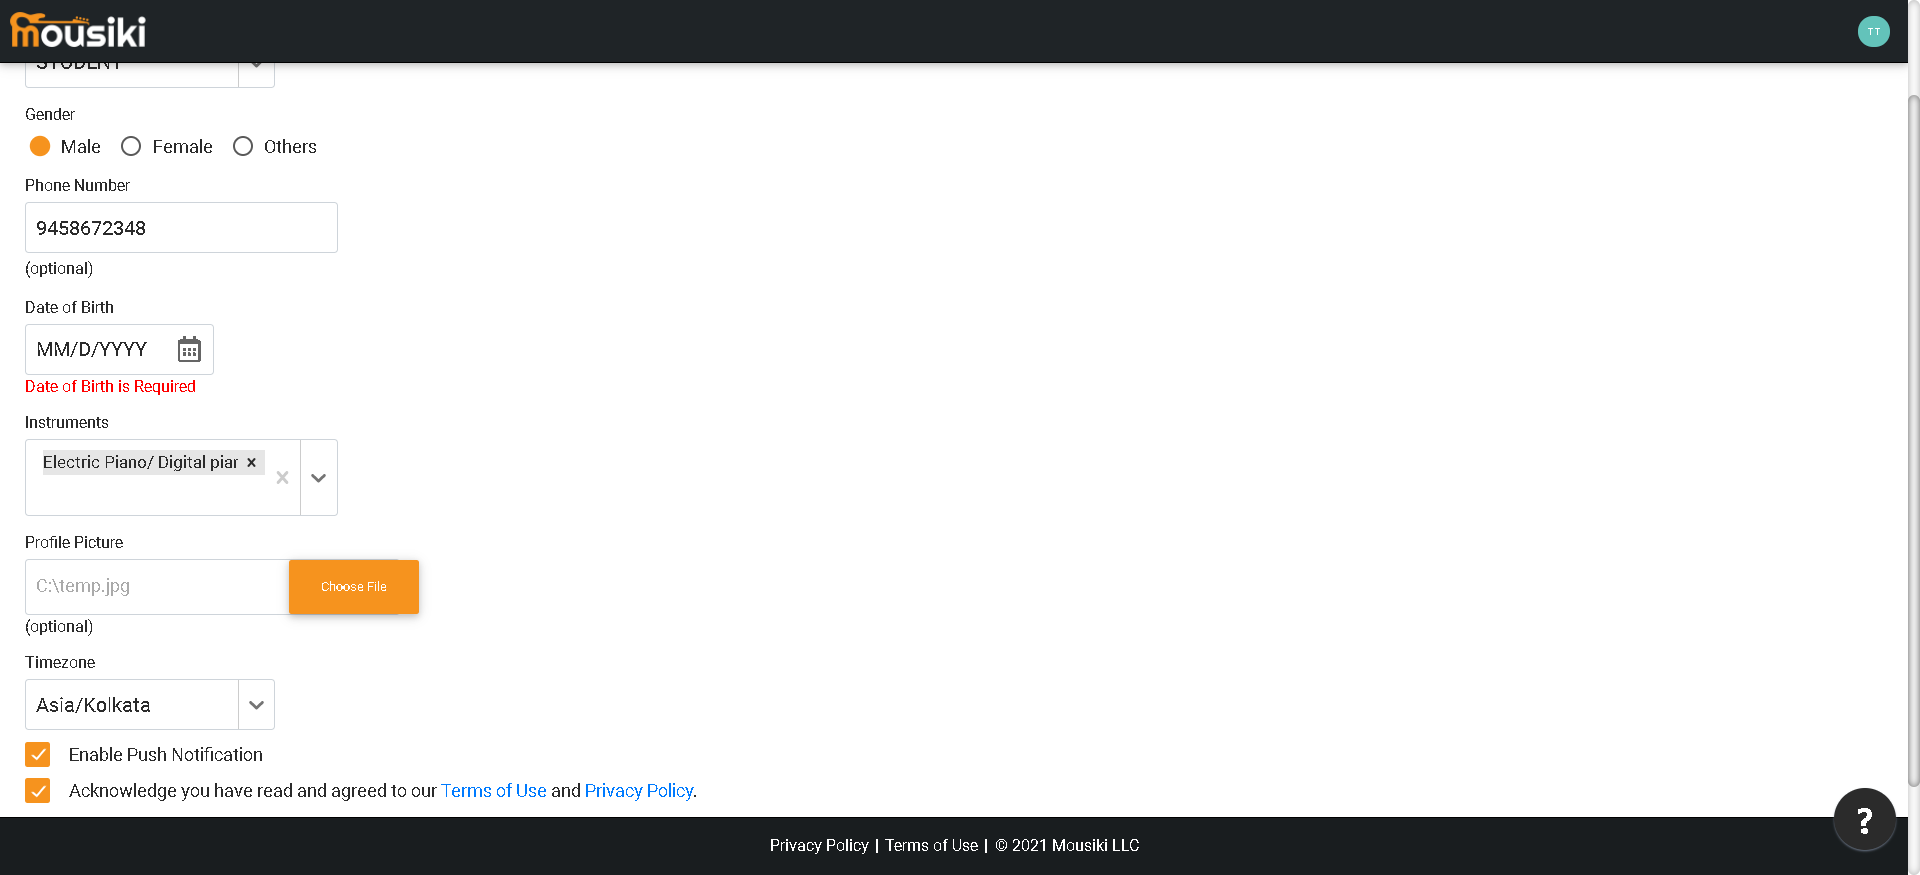 mousiki
TT
STUDENT
Gender
Male Female Others
Phone Number
9458672348
(optional)
Date of Birth
MM/D/YYYY
Date of Birth is Required
Instruments
Electric Piano/ Digital piar ×
Profile Picture
C:\temp.jpg Choose File
(optional)
Timezone
Asia/Kolkata
Enable Push Notification
Acknowledge you have read and agreed to our Terms of Use and Privacy Policy.
?
Privacy Policy | Terms of Use | © 2021 Mousiki LLC